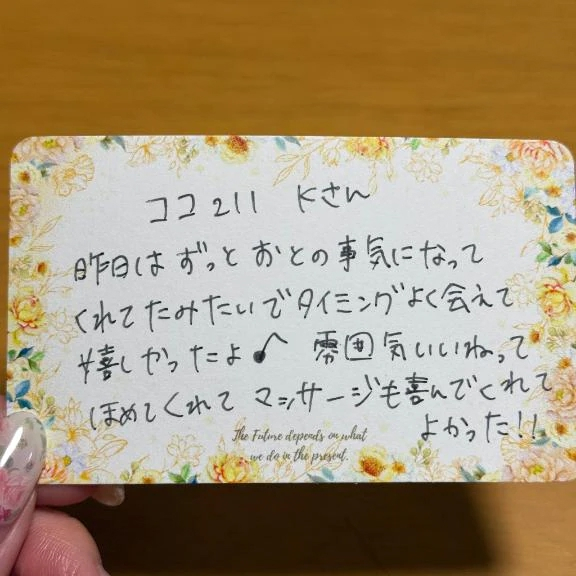 ココ211 Kさん
昨日はずっとおとの事気になって
くれてたみたいでタイミングよく会えて
嬉しかったよ♪ 雰囲気いいねって
ほめてくれてマッサージも喜んでくれて
よかった!!
The Future depends on what
we do in the present.